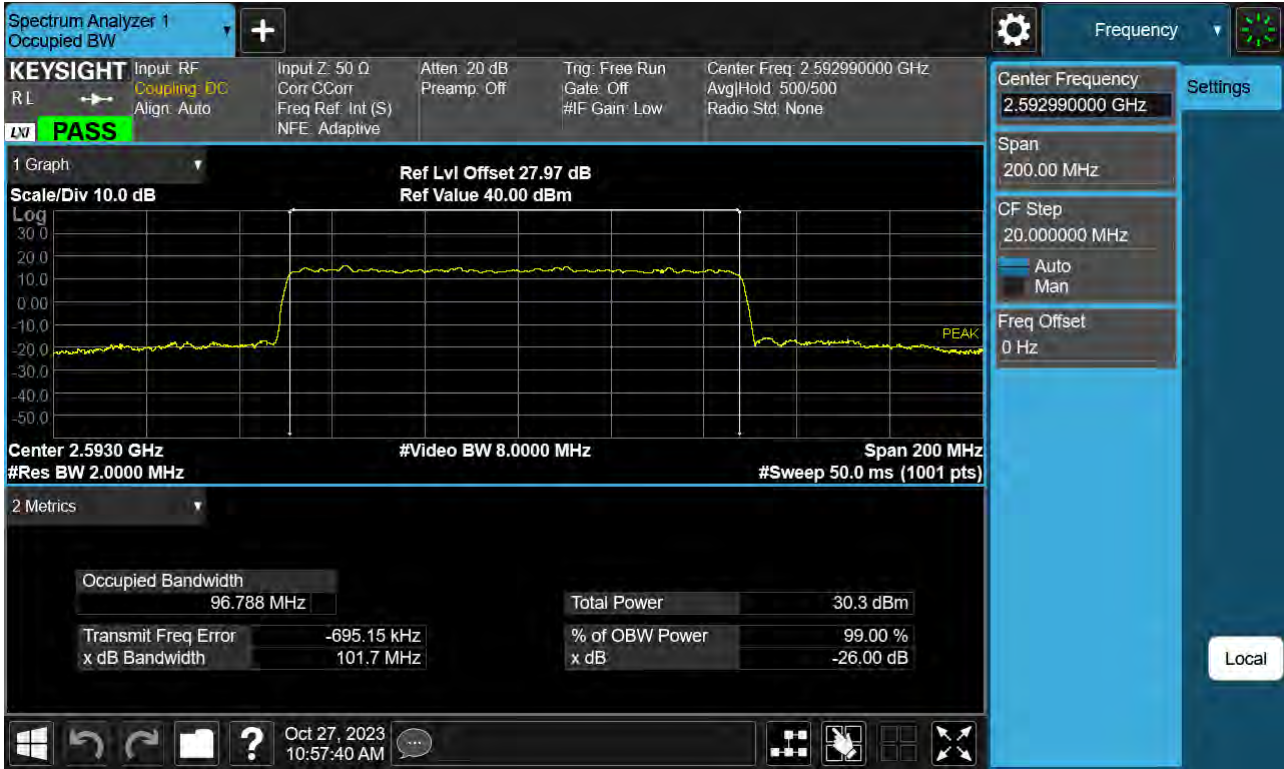 Spectrum Analyzer 1
Occupied BW
Frequency
KEYSIGHT
RL
LXI PASS
Input: RF
Coupling: DC
Align: Auto
Input Z: 50 Ω
Corr CCorr
Freq Ref: Int (S)
NFE: Adaptive
Atten: 20 dB
Preamp: Off
Trig: Free Run
Gate: Off
#IF Gain: Low
Center Freq: 2.592990000 GHz
Avg|Hold: 500/500
Radio Std: None
1 Graph
Scale/Div 10.0 dB
Ref Lvl Offset 27.97 dB
Ref Value 40.00 dBm
Log
30.0
20.0
10.0
0.00
-10.0
-20.0
-30.0
-40.0
-50.0
PEAK
Center 2.5930 GHz
#Res BW 2.0000 MHz
#Video BW 8.0000 MHz
Span 200 MHz
#Sweep 50.0 ms (1001 pts)
2 Metrics
Occupied Bandwidth
96.788 MHz
Transmit Freq Error -695.15 kHz
x dB Bandwidth 101.7 MHz
Total Power 30.3 dBm
% of OBW Power 99.00 %
x dB -26.00 dB
Center Frequency
2.592990000 GHz
Settings
Span
200.00 MHz
CF Step
20.000000 MHz
Auto
Man
Freq Offset
0 Hz
Local
?
Oct 27, 2023
10:57:40 AM